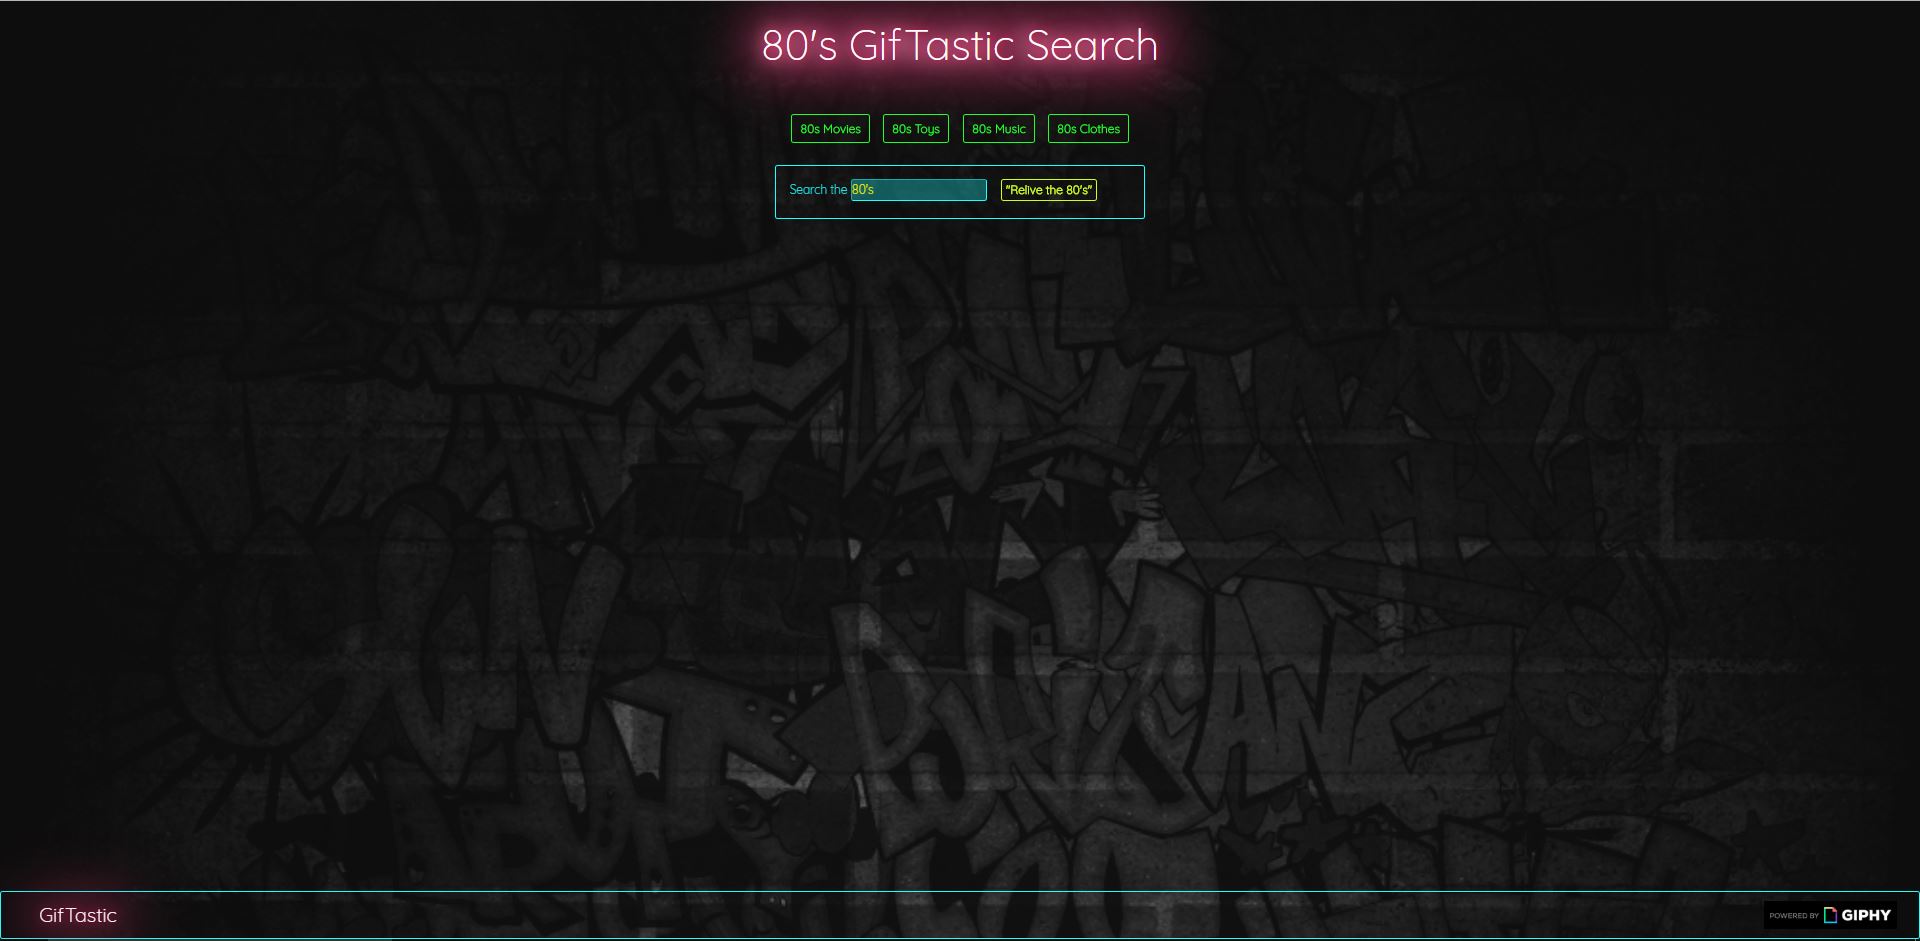 80's GifTastic Search
80s Movies 80s Toys 80s Music 80s Clothes
Search the 80's "Relive the 80's"
GifTastic
POWERED BY GIPHY